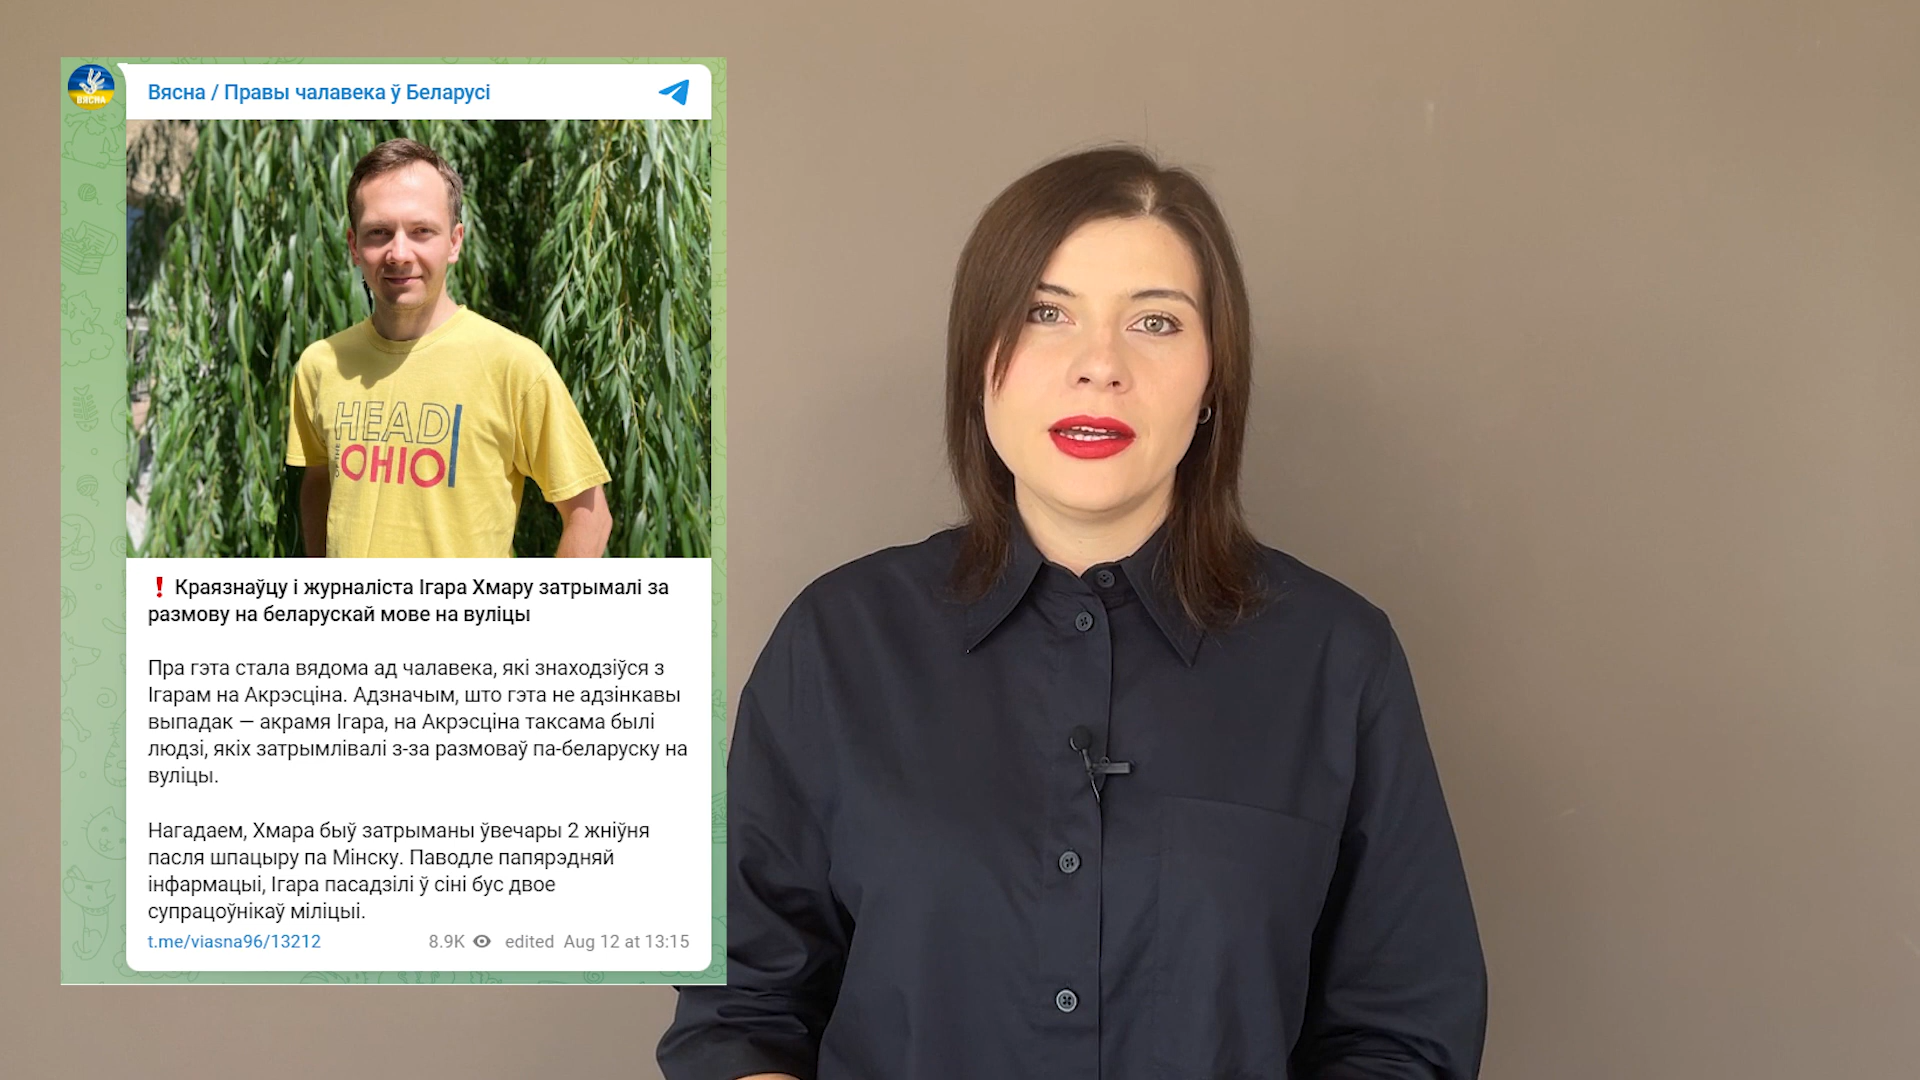 ВЯСНА
Вясна / Правы чалавека ў Беларусі
HEAD
OF THE
OHIO
❗ Краязнаўцу і журналіста Ігара Хмару затрымалі за
размову на беларускай мове на вуліцы
Пра гэта стала вядома ад чалавека, які знаходзіўся з
Ігарам на Акрэсціна. Адзначым, што гэта не адзінкавы
выпадак — акрамя Ігара, на Акрэсціна таксама былі
людзі, якіх затрымлівалі з-за размоваў па-беларуску на
вуліцы.
Нагадаем, Хмара быў затрыманы ўвечары 2 жніўня
пасля шпацыру па Мінску. Паводле папярэдняй
інфармацыі, Ігара пасадзілі ў сіні бус двое
супрацоўнікаў міліцыі.
t.me/viasna96/13212 8.9K edited Aug 12 at 13:15